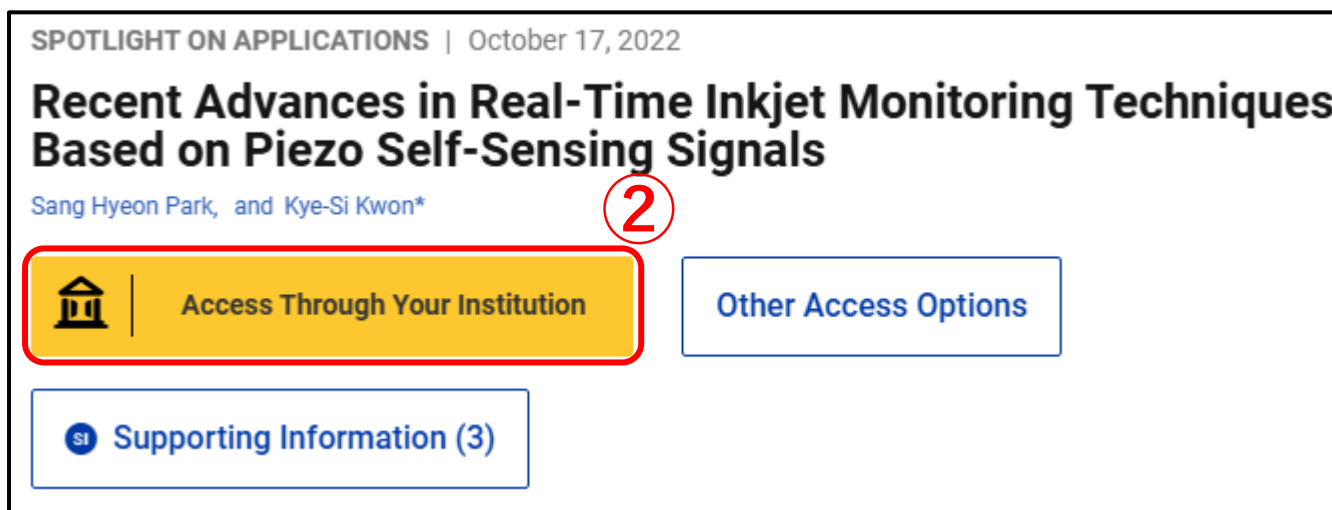 SPOTLIGHT ON APPLICATIONS | October 17, 2022
Recent Advances in Real-Time Inkjet Monitoring Techniques
Based on Piezo Self-Sensing Signals
Sang Hyeon Park, and Kye-Si Kwon*
②
Access Through Your Institution
Other Access Options
SI Supporting Information (3)